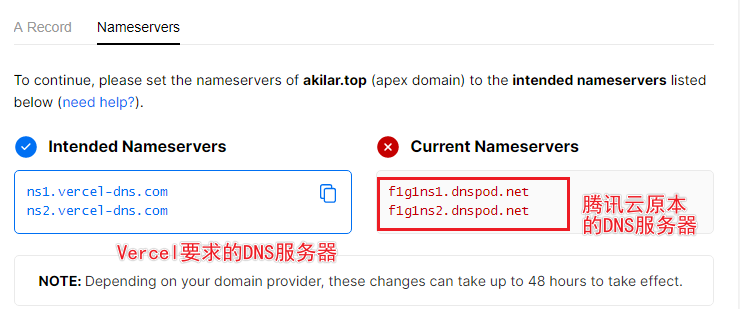 A Record
Nameservers
To continue, please set the nameservers of akilar.top (apex domain) to the intended nameservers listed
below (need help?).
Intended Nameservers
ns1.vercel-dns.com
ns2.vercel-dns.com
Vercel要求的DNS服务器
Current Nameservers
f1g1ns1.dnspod.net
f1g1ns2.dnspod.net
腾讯云原本
的DNS服务器
NOTE: Depending on your domain provider, these changes can take up to 48 hours to take effect.